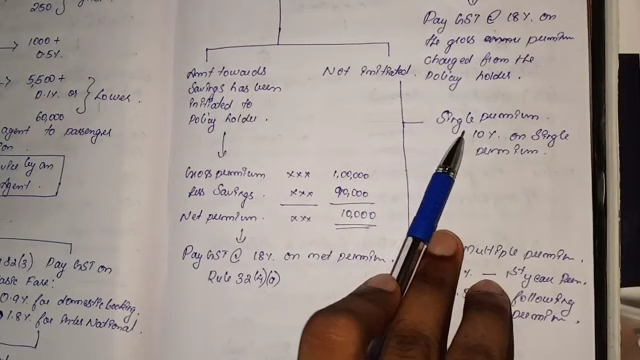 250
→ 1000 +
0.5%
→ 5,500 +
0.1% or
Lower.
60,000
agent to passenger
by an
agent.
32(3) Pay GST on
Basic Fare:
0.9% for domestic booking
1.8% for International.
Amt towards
Savings has been
intimated to
Policy holder.
Gross premium xxx 1,00,000
less Savings. xxx 90,000
Net premium. xxx 10,000
Pay GST @ 18% on net premium.
Rule 32(4)(a)
Not intimated.
Pay GST @ 18% on
the gross premium
charged from the
Policy holder.
Single premium.
10% on Single
premium.
Multiple premium.
% — 1st year Prem.
following
premium.